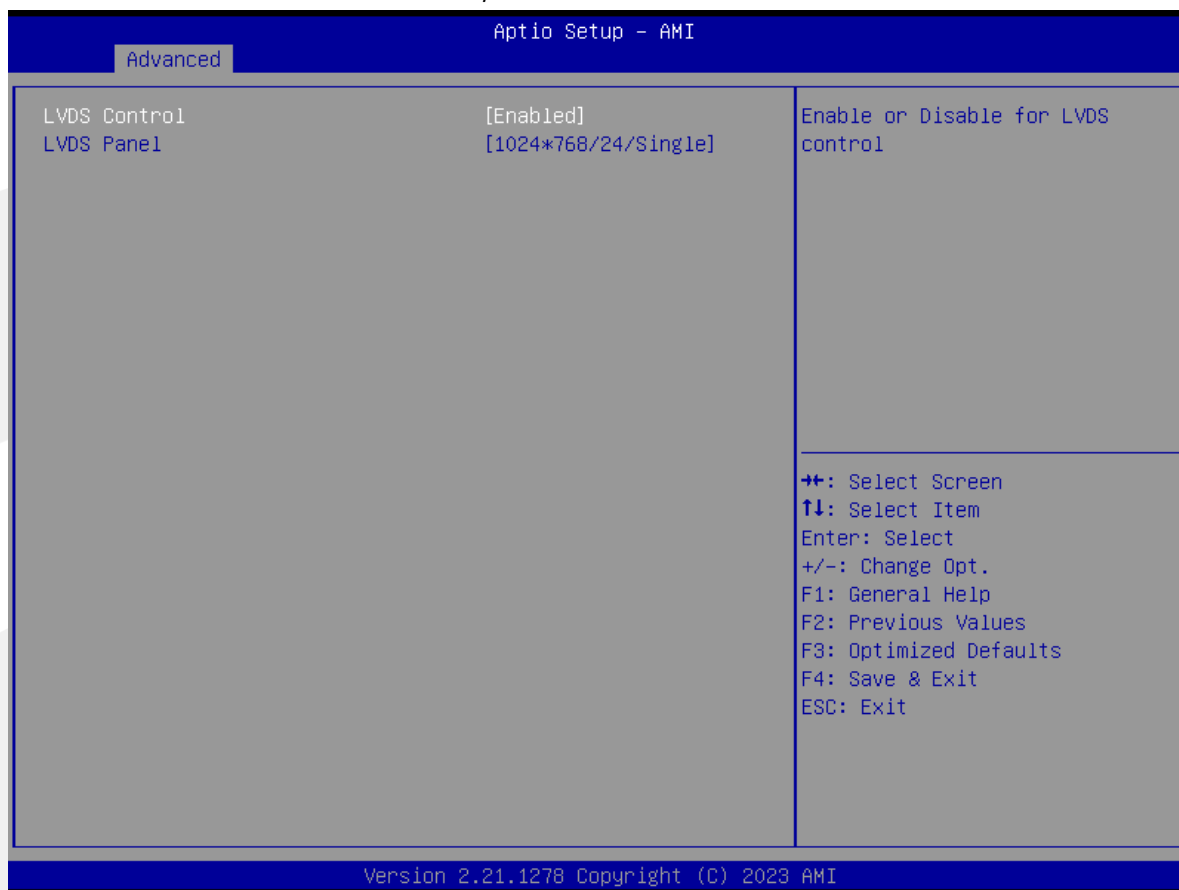 Aptio Setup – AMI
Advanced
LVDS Control [Enabled]
LVDS Panel [1024*768/24/Single]
Enable or Disable for LVDS
control
→←: Select Screen
↑↓: Select Item
Enter: Select
+/-: Change Opt.
F1: General Help
F2: Previous Values
F3: Optimized Defaults
F4: Save & Exit
ESC: Exit
Version 2.21.1278 Copyright (C) 2023 AMI